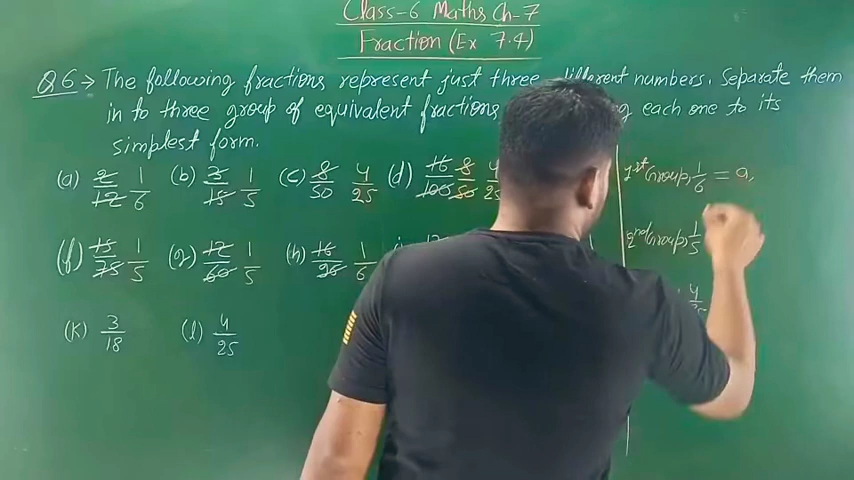 Class-6 Maths Ch-7
Fraction (Ex 7.4)
Q6 → The following fractions represent just three different numbers. Separate them
in to three group of equivalent fractions each one to its
simplest form.
(a) 2/12 1/6 (b) 3/15 1/5 (c) 8/50 4/25 (d) 16/100 8/50 4/25
1st Group, 1/6 = a,
(f) 15/75 1/5 (g) 12/60 1/5 (h) 16/96 1/6
2nd Group, 1/5
(k) 3/18 (l) 4/25